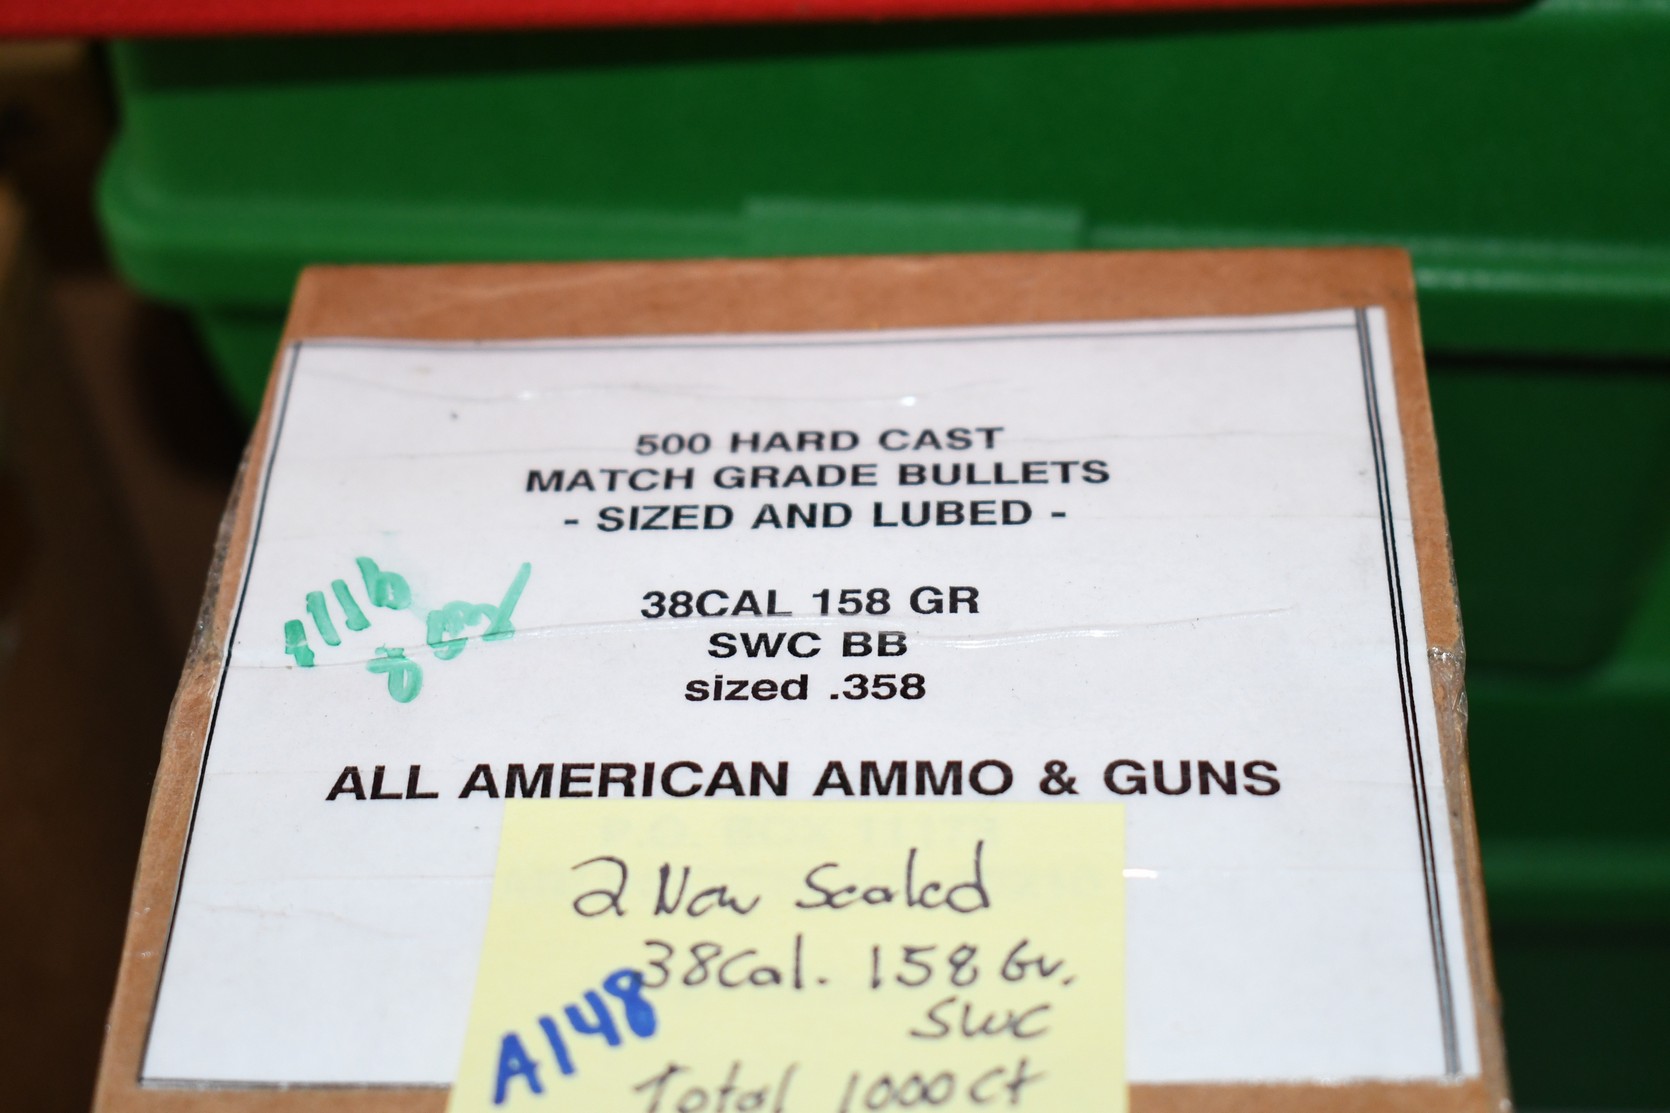 500 HARD CAST
MATCH GRADE BULLETS
- SIZED AND LUBED -
38CAL 158 GR
SWC BB
sized .358
ALL AMERICAN AMMO & GUNS
2 New Sealed
38Cal. 158 Gr.
SWC
A148
Total 1000 Ct